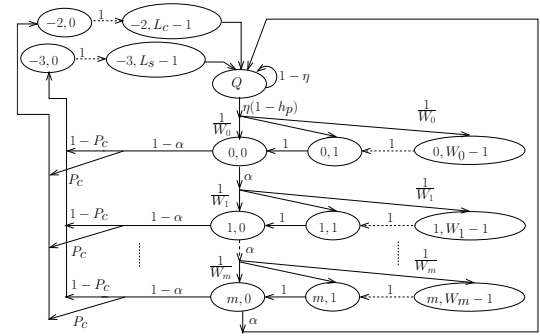 1
−2, 0
−2, L_c − 1
1
−3, 0
−3, L_s − 1
Q
1 − η
η(1 − h_p)
1/W_0
1/W_0
1 − P_c
1 − α
0, 0
1
0, 1
1
0, W_0 − 1
P_c
α
1/W_1
1/W_1
1 − P_c
1 − α
1, 0
1
1, 1
1
1, W_1 − 1
P_c
α
1/W_m
1/W_m
1 − P_c
1 − α
m, 0
1
m, 1
1
m, W_m − 1
P_c
α